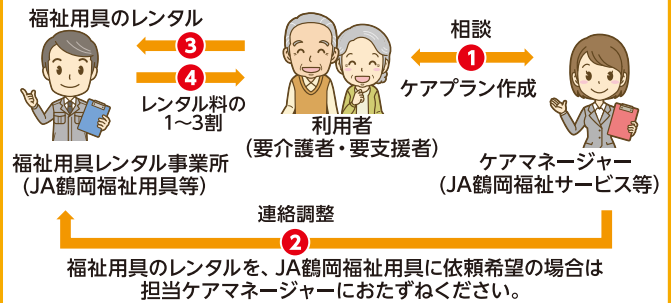 福祉用具のレンタル
3
4
レンタル料の
1〜3割
福祉用具レンタル事業所
(JA鶴岡福祉用具等)
利用者
(要介護者・要支援者)
相談
1
ケアプラン作成
ケアマネージャー
(JA鶴岡福祉サービス等)
連絡調整
2
福祉用具のレンタルを、JA鶴岡福祉用具に依頼希望の場合は
担当ケアマネージャーにおたずねください。